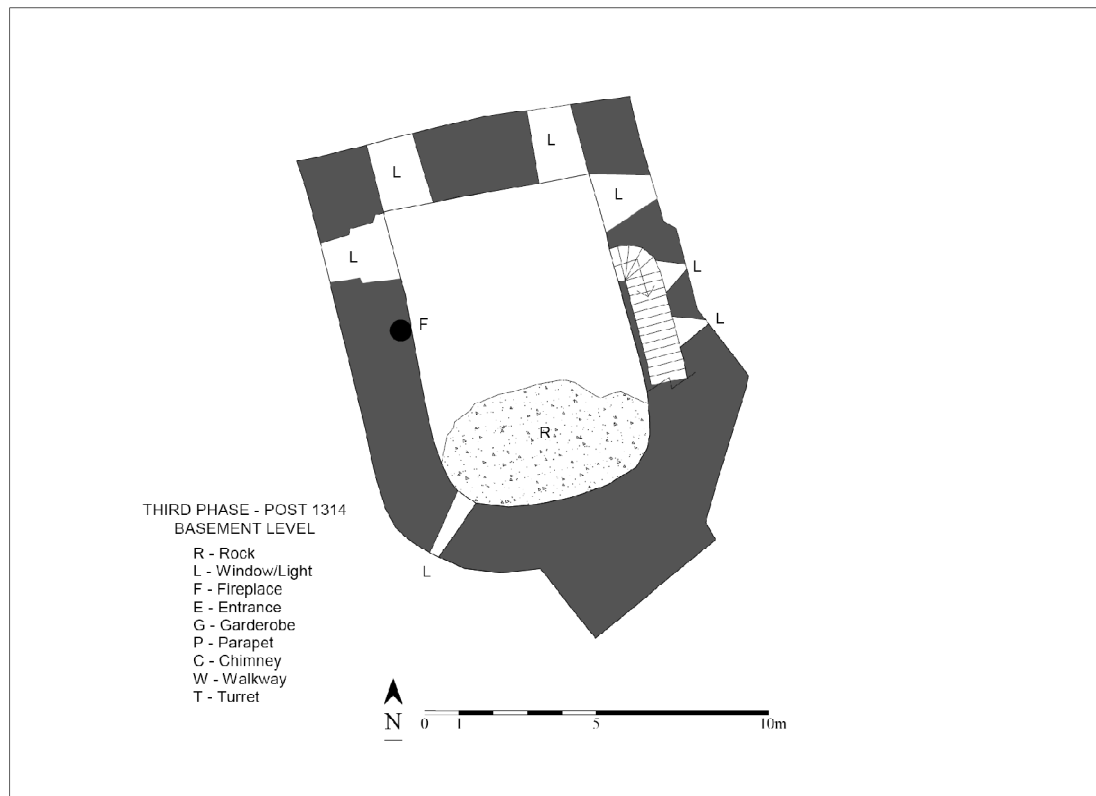 L
L
L
L
L
F
L
R
L
THIRD PHASE - POST 1314
BASEMENT LEVEL
R - Rock
L - Window/Light
F - Fireplace
E - Entrance
G - Garderobe
P - Parapet
C - Chimney
W - Walkway
T - Turret
N
0 1 5 10m